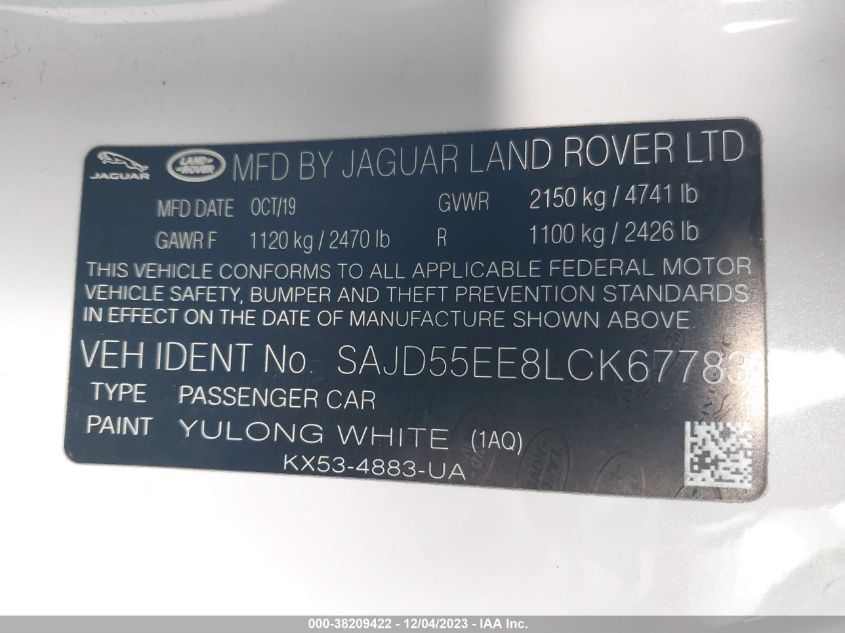 JAGUAR LAND ROVER MFD BY JAGUAR LAND ROVER LTD
MFD DATE OCT/19 GVWR 2150 kg / 4741 lb
GAWR F 1120 kg / 2470 lb R 1100 kg / 2426 lb
THIS VEHICLE CONFORMS TO ALL APPLICABLE FEDERAL MOTOR
VEHICLE SAFETY, BUMPER AND THEFT PREVENTION STANDARDS
IN EFFECT ON THE DATE OF MANUFACTURE SHOWN ABOVE.
VEH IDENT No. SAJD55EE8LCK67783
TYPE PASSENGER CAR
PAINT YULONG WHITE (1AQ)
KX53-4883-UA
000-38209422 - 12/04/2023 - IAA Inc.